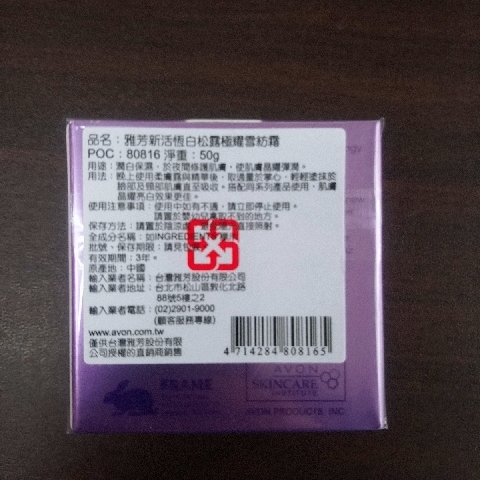 品名：雅芳新活恆白松露極耀雪紡霜
POC：80816 淨重：50g
用途：潤白保濕、於夜間修護肌膚，使肌膚晶耀彈潤。
用法：晚上使用柔膚露與精華後，取適量於掌心，輕輕塗抹於
臉部及頸部肌膚直至吸收。搭配同系列產品使用，肌膚
晶耀亮白效果更佳。
使用注意事項：使用中如有不適，請立即停止使用。
請置於嬰幼兒拿取不到的地方。
保存方法：請置於陰涼處 直接照射。
全成分名稱：如INGREDIENTS
批號、保存期限：請見包
有效期間：3年。
原產地：中國
輸入業者名稱：台灣雅芳股份有限公司
輸入業者地址：台北市松山區敦化北路
88號5樓之2
輸入業者電話：(02)2901-9000
(顧客服務專線)
www.avon.com.tw
僅供台灣雅芳股份有限
公司授權的直銷商銷售
4 714284 808165
FRAME
AVON
SKINCARE
INSTITUTE
AVON PRODUCTS, INC.